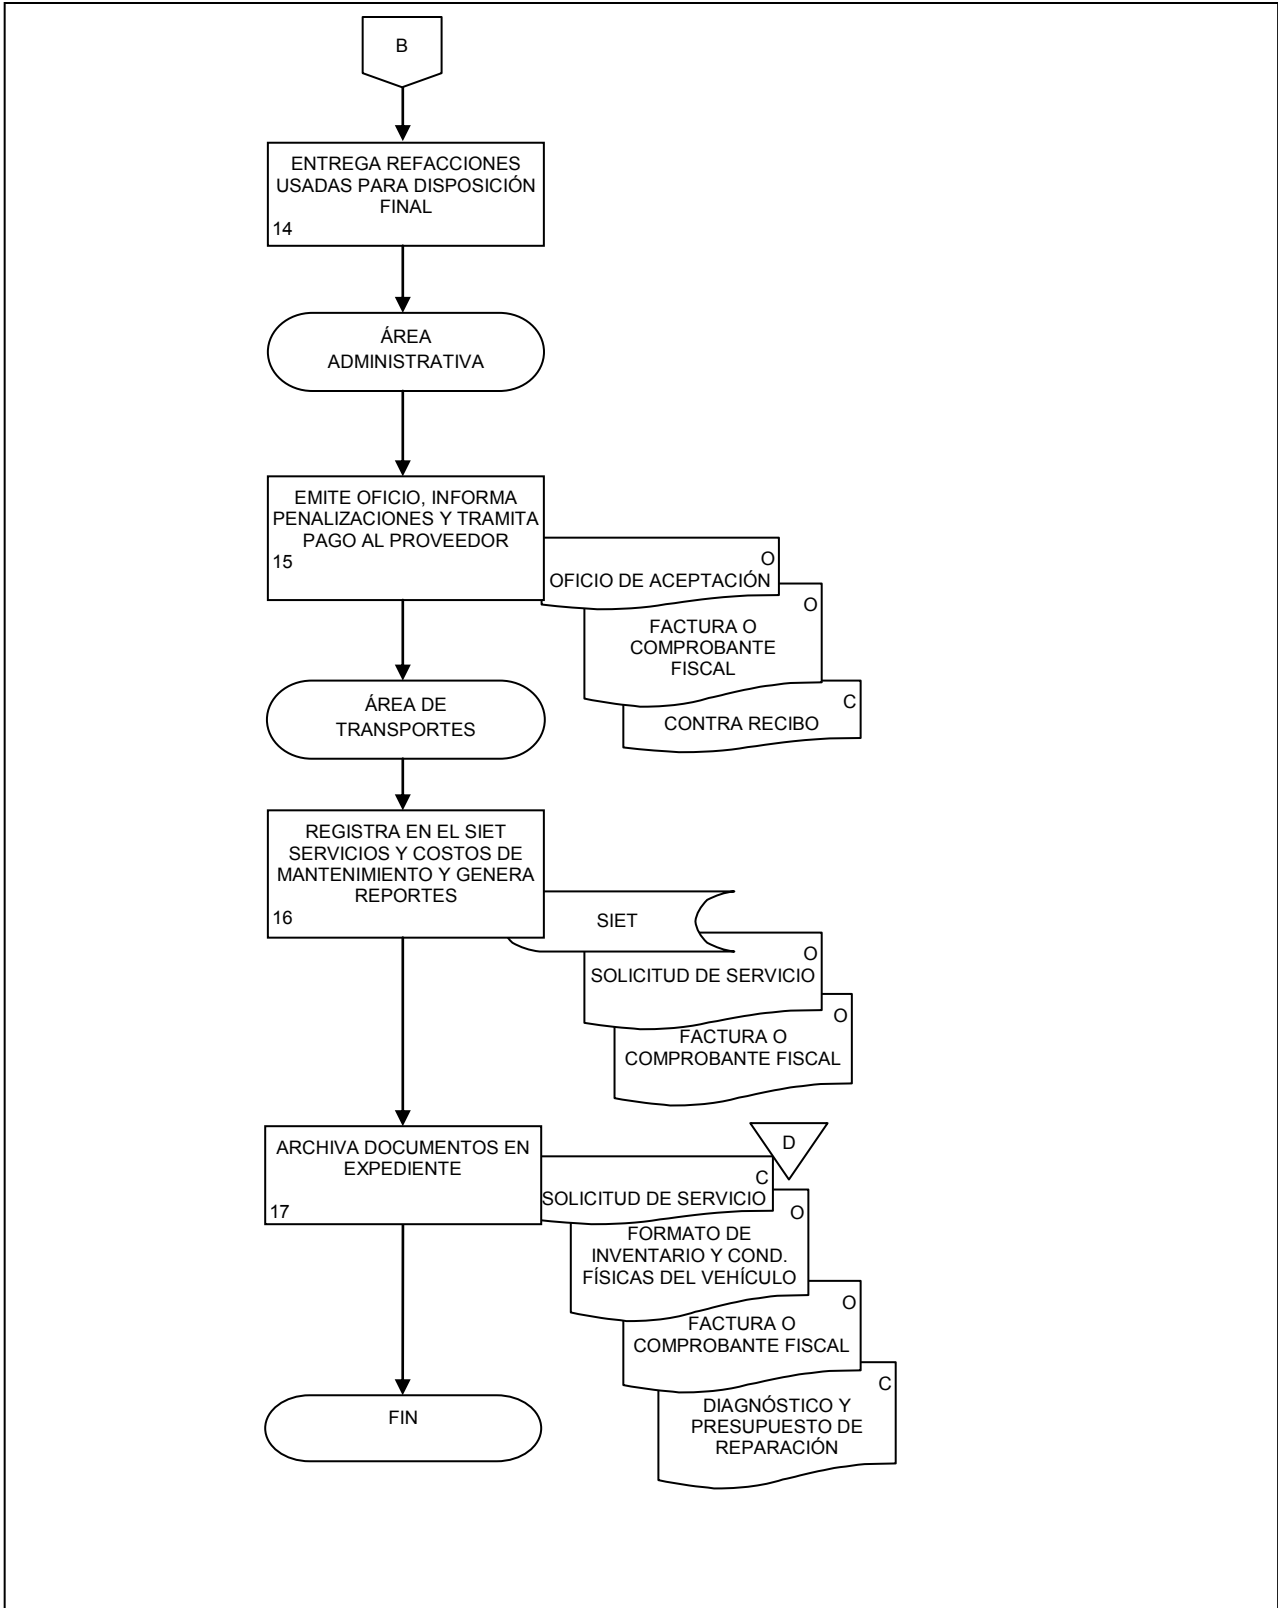 B
ENTREGA REFACCIONES
USADAS PARA DISPOSICIÓN
FINAL
14
ÁREA
ADMINISTRATIVA
EMITE OFICIO, INFORMA
PENALIZACIONES Y TRAMITA
PAGO AL PROVEEDOR
15
O
OFICIO DE ACEPTACIÓN
O
FACTURA O
COMPROBANTE
FISCAL
C
CONTRA RECIBO
ÁREA DE
TRANSPORTES
REGISTRA EN EL SIET
SERVICIOS Y COSTOS DE
MANTENIMIENTO Y GENERA
REPORTES
16
SIET
O
SOLICITUD DE SERVICIO
O
FACTURA O
COMPROBANTE FISCAL
ARCHIVA DOCUMENTOS EN
EXPEDIENTE
17
D
C
SOLICITUD DE SERVICIO
O
FORMATO DE
INVENTARIO Y COND.
FÍSICAS DEL VEHÍCULO
O
FACTURA O
COMPROBANTE FISCAL
C
DIAGNÓSTICO Y
PRESUPUESTO DE
REPARACIÓN
FIN